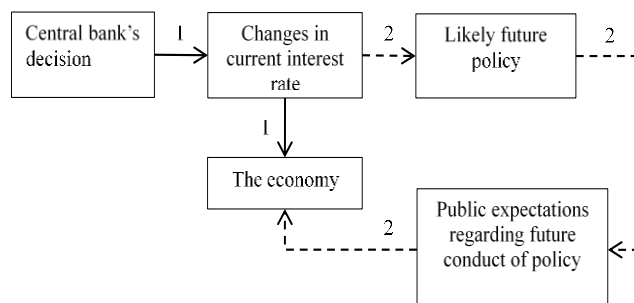 Central bank's
decision
1
Changes in
current interest
rate
2
Likely future
policy
2
1
The economy
2
Public expectations
regarding future
conduct of policy